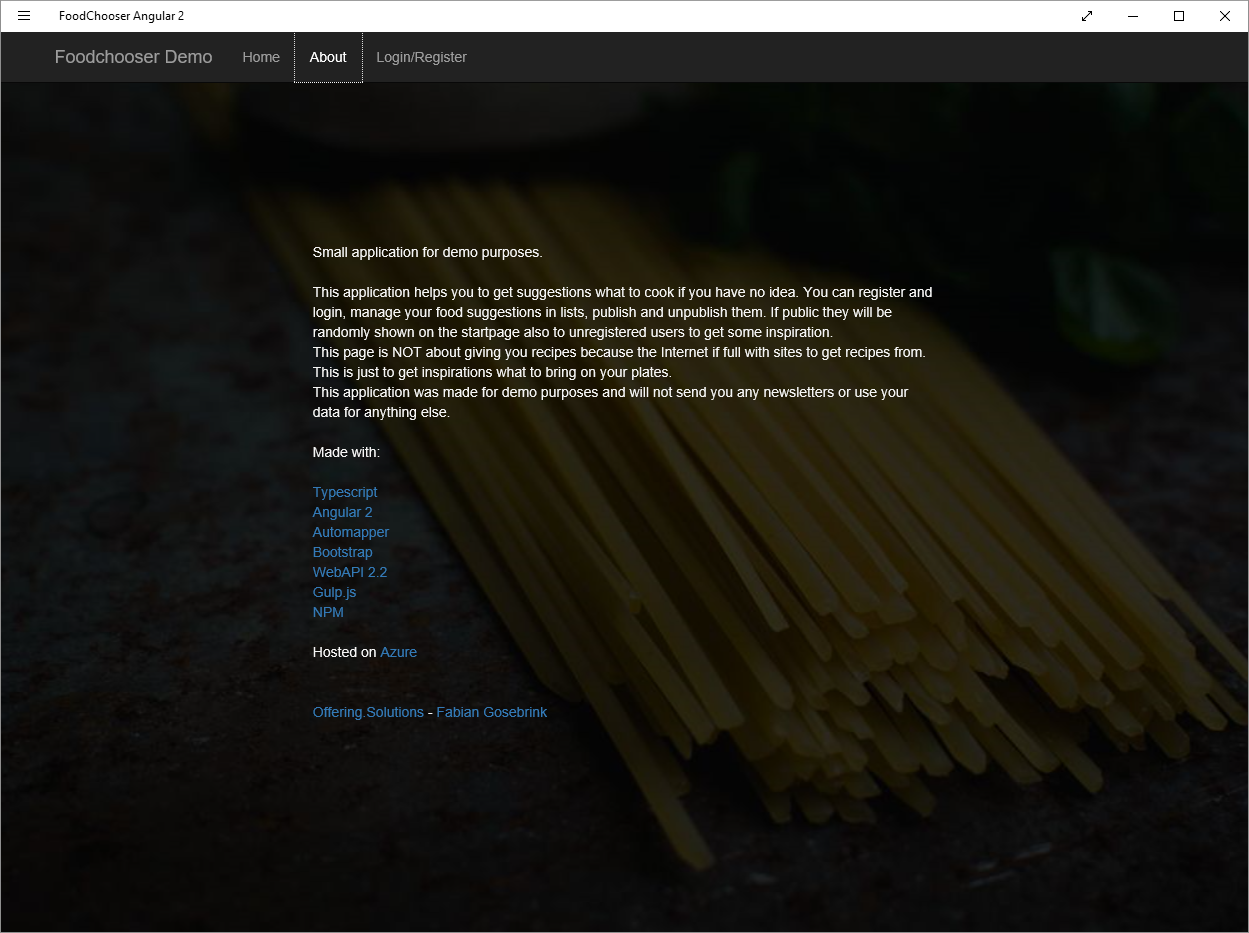 FoodChooser Angular 2
Foodchooser Demo Home About Login/Register
Small application for demo purposes.
This application helps you to get suggestions what to cook if you have no idea. You can register and
login, manage your food suggestions in lists, publish and unpublish them. If public they will be
randomly shown on the startpage also to unregistered users to get some inspiration.
This page is NOT about giving you recipes because the Internet if full with sites to get recipes from.
This is just to get inspirations what to bring on your plates.
This application was made for demo purposes and will not send you any newsletters or use your
data for anything else.
Made with:
Typescript
Angular 2
Automapper
Bootstrap
WebAPI 2.2
Gulp.js
NPM
Hosted on Azure
Offering.Solutions - Fabian Gosebrink